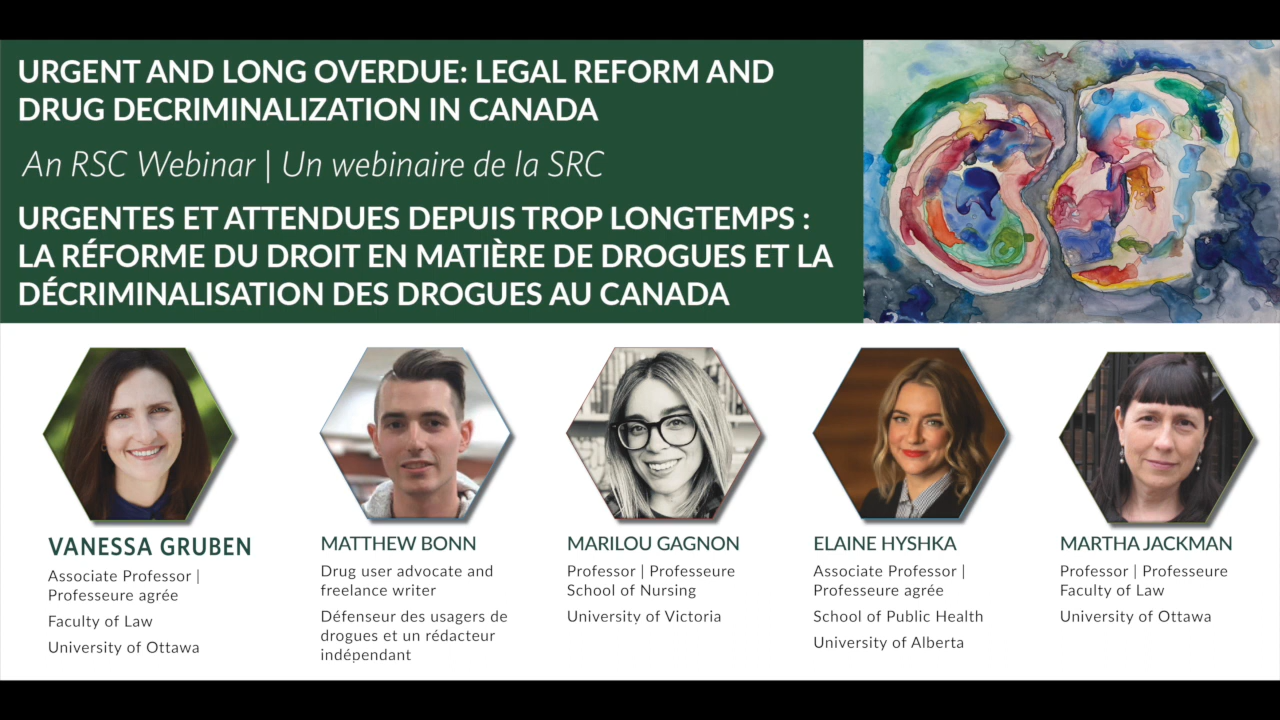 URGENT AND LONG OVERDUE: LEGAL REFORM AND
DRUG DECRIMINALIZATION IN CANADA
An RSC Webinar | Un webinaire de la SRC
URGENTES ET ATTENDUES DEPUIS TROP LONGTEMPS :
LA RÉFORME DU DROIT EN MATIÈRE DE DROGUES ET LA
DÉCRIMINALISATION DES DROGUES AU CANADA
VANESSA GRUBEN
Associate Professor |
Professeure agrée
Faculty of Law
University of Ottawa
MATTHEW BONN
Drug user advocate and
freelance writer
Défenseur des usagers de
drogues et un rédacteur
indépendant
MARILOU GAGNON
Professor | Professeure
School of Nursing
University of Victoria
ELAINE HYSHKA
Associate Professor |
Professeure agrée
School of Public Health
University of Alberta
MARTHA JACKMAN
Professor | Professeure
Faculty of Law
University of Ottawa